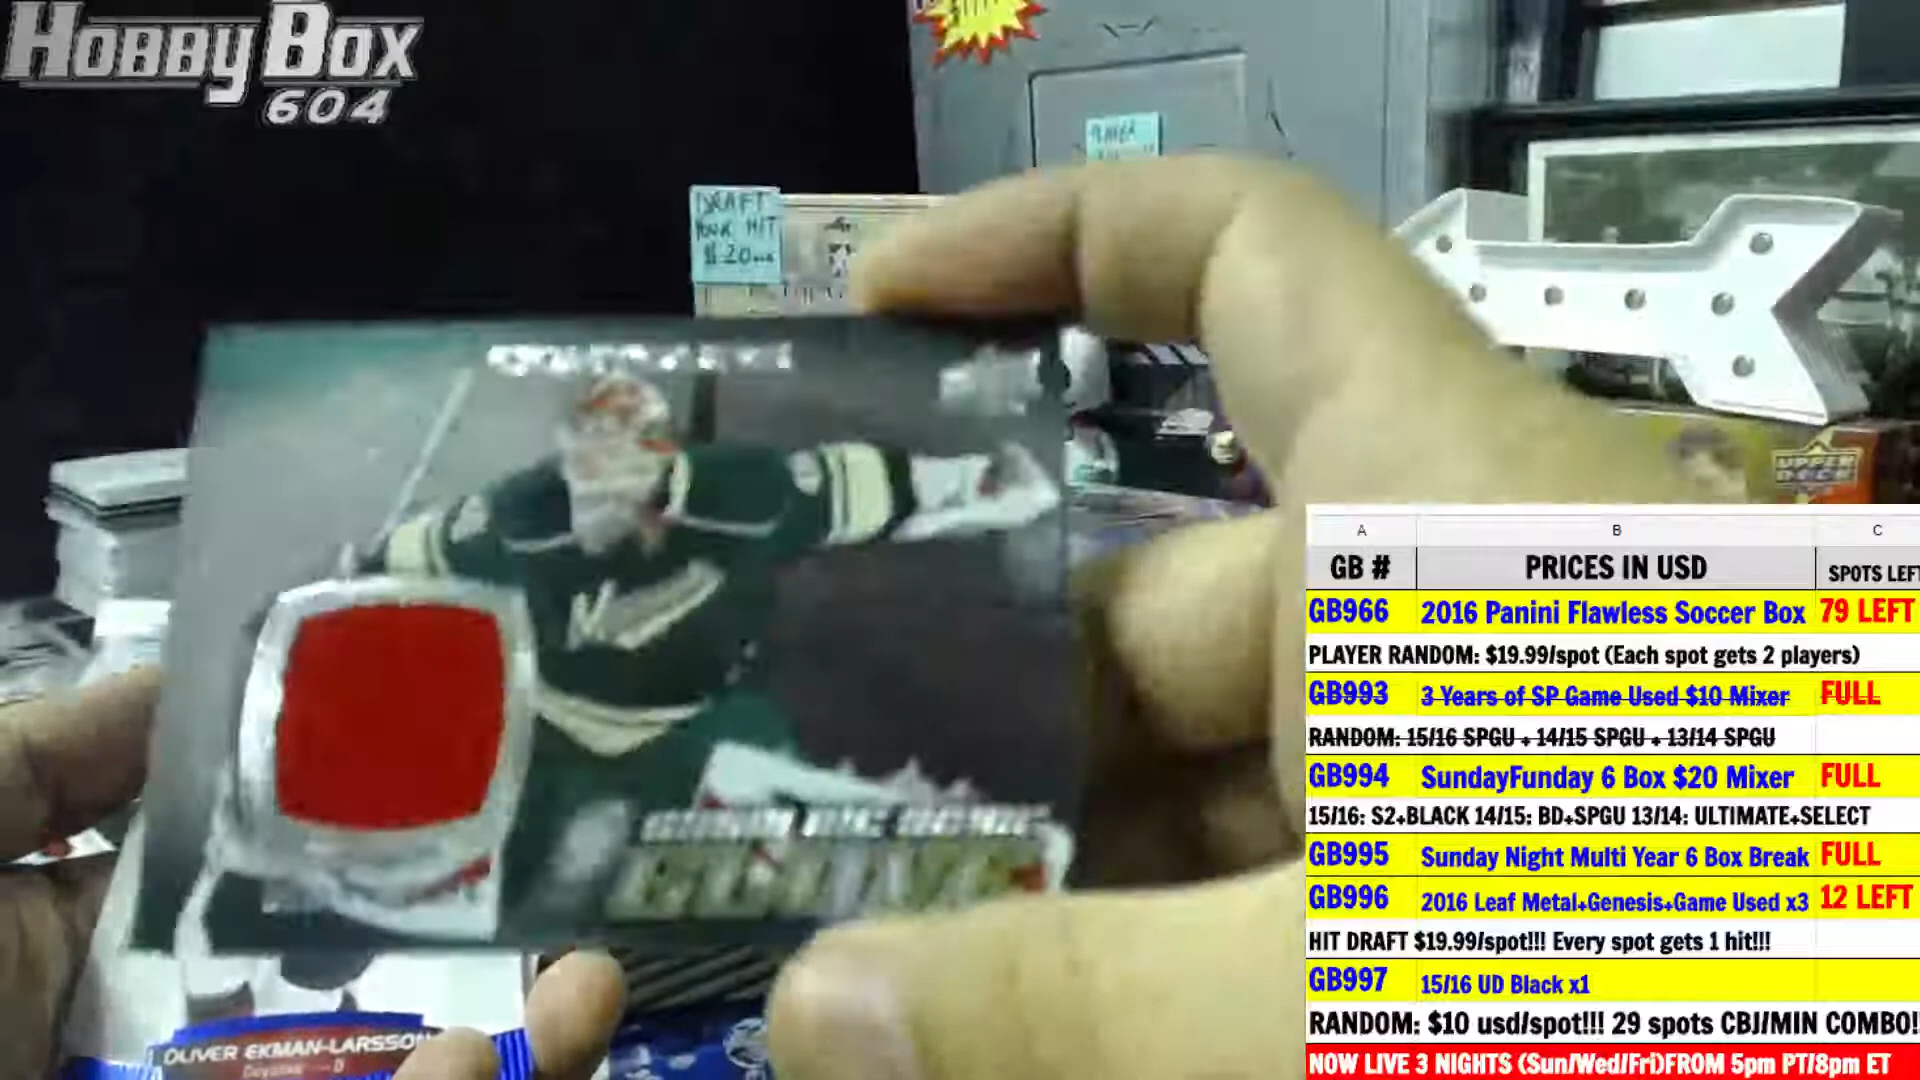 HOBBY BOX
604
DRAFT
YOUR HIT
$20
UPPER
DECK
OLIVER EKMAN-LARSSON
Coyotes D
A B C
GB # PRICES IN USD SPOTS LEFT
GB966 2016 Panini Flawless Soccer Box 79 LEFT
PLAYER RANDOM: $19.99/spot (Each spot gets 2 players)
GB993 3 Years of SP Game Used $10 Mixer FULL
RANDOM: 15/16 SPGU + 14/15 SPGU + 13/14 SPGU
GB994 SundayFunday 6 Box $20 Mixer FULL
15/16: S2+BLACK 14/15: BD+SPGU 13/14: ULTIMATE+SELECT
GB995 Sunday Night Multi Year 6 Box Break FULL
GB996 2016 Leaf Metal+Genesis+Game Used x3 12 LEFT
HIT DRAFT $19.99/spot!!! Every spot gets 1 hit!!!
GB997 15/16 UD Black x1
RANDOM: $10 usd/spot!!! 29 spots CBJ/MIN COMBO!!
NOW LIVE 3 NIGHTS (Sun/Wed/Fri)FROM 5pm PT/8pm ET